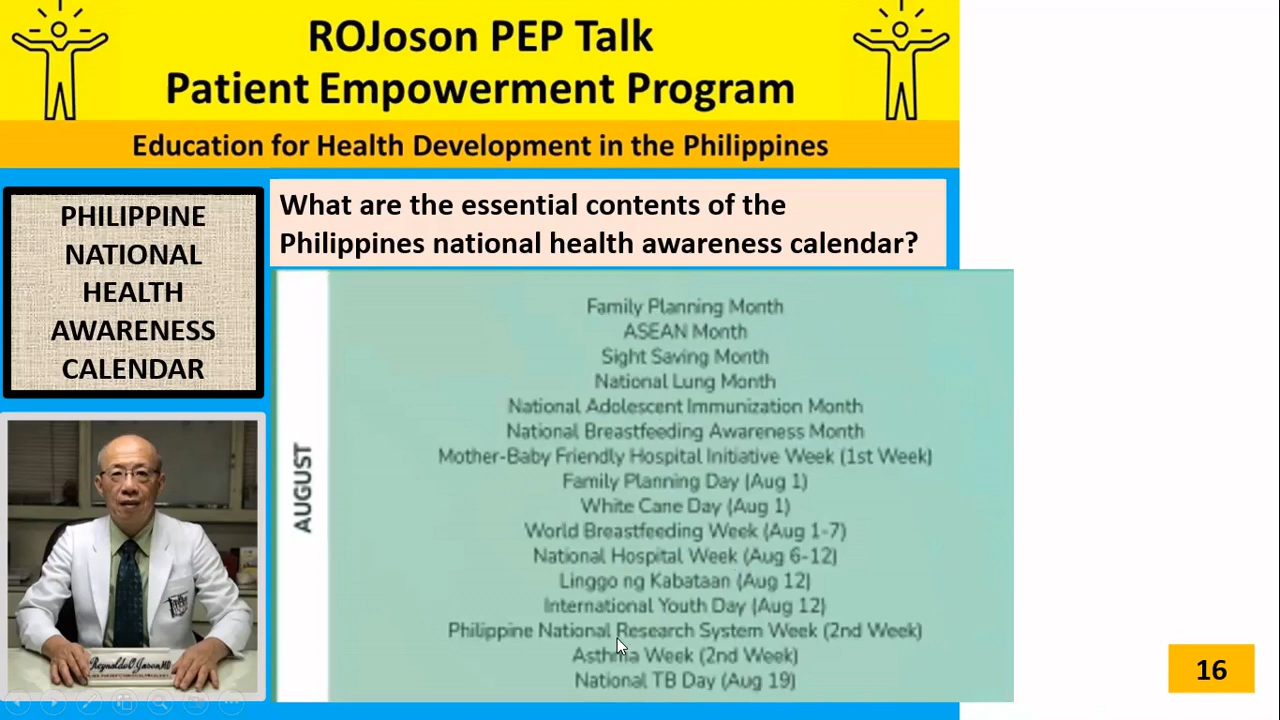 ROJoson PEP Talk
Patient Empowerment Program
Education for Health Development in the Philippines
PHILIPPINE
NATIONAL
HEALTH
AWARENESS
CALENDAR
What are the essential contents of the
Philippines national health awareness calendar?
AUGUST
Family Planning Month
ASEAN Month
Sight Saving Month
National Lung Month
National Adolescent Immunization Month
National Breastfeeding Awareness Month
Mother-Baby Friendly Hospital Initiative Week (1st Week)
Family Planning Day (Aug 1)
White Cane Day (Aug 1)
World Breastfeeding Week (Aug 1-7)
National Hospital Week (Aug 6-12)
Linggo ng Kabataan (Aug 12)
International Youth Day (Aug 12)
Philippine National Research System Week (2nd Week)
Asthma Week (2nd Week)
National TB Day (Aug 19)
Reynaldo O. Joson, MD
16